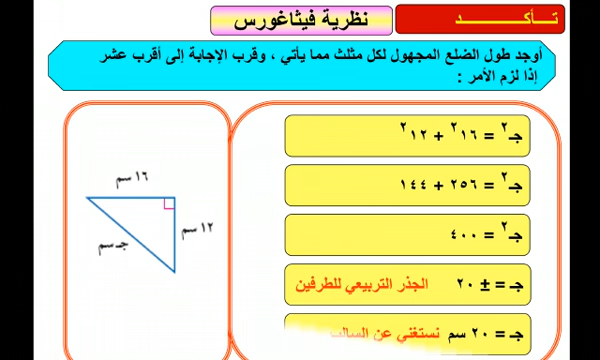 تـــأكـــــــد
نظرية فيثاغورس
أوجد طول الضلع المجهول لكل مثلث مما يأتي ، وقرب الإجابة إلى أقرب عشر
إذا لزم الأمر :
جـ٢ = ١٦٢ + ١٢٢
جـ٢ = ٢٥٦ + ١٤٤
جـ٢ = ٤٠٠
جـ = ± ٢٠ الجذر التربيعي للطرفين
جـ = ٢٠ سم نستغني عن السالب
١٦ سم
١٢ سم
جـ سم